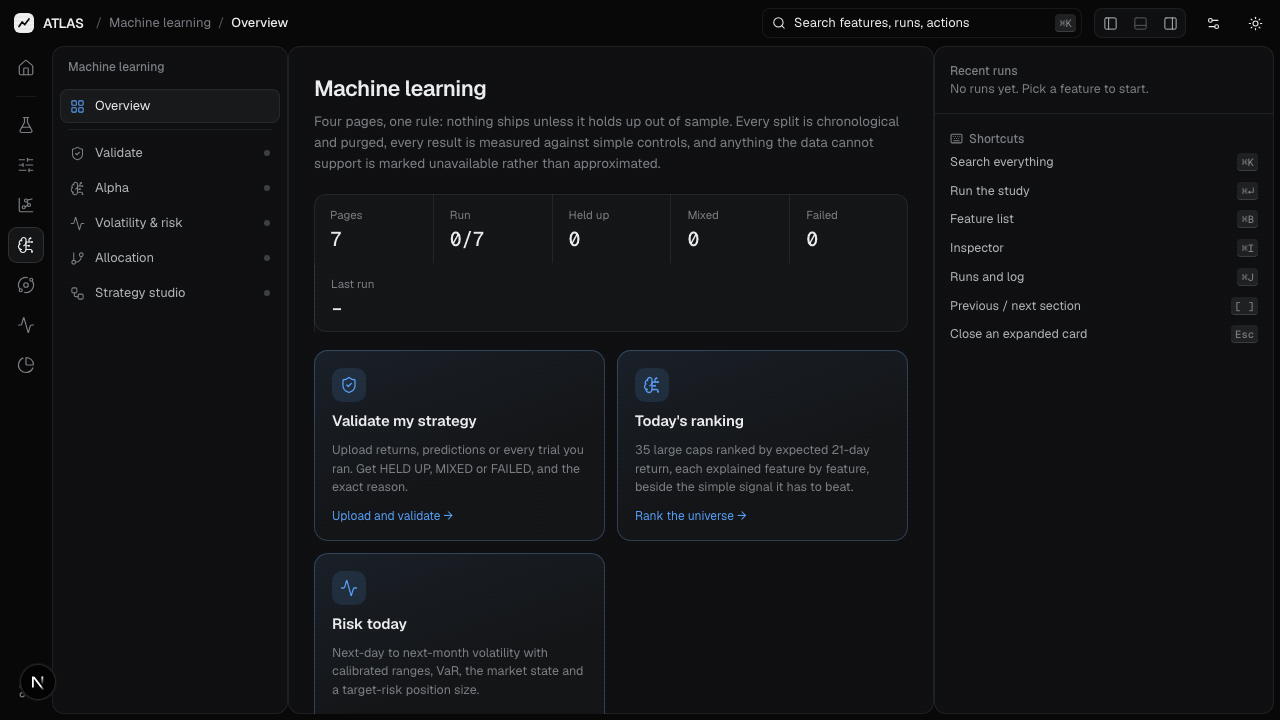 ATLAS / Machine learning / Overview
Search features, runs, actions ⌘K
Machine learning
Overview
Validate
Alpha
Volatility & risk
Allocation
Strategy studio
Machine learning
Four pages, one rule: nothing ships unless it holds up out of sample. Every split is chronological
and purged, every result is measured against simple controls, and anything the data cannot
support is marked unavailable rather than approximated.
Pages
7
Run
0/7
Held up
0
Mixed
0
Failed
0
Last run
–
Validate my strategy
Upload returns, predictions or every trial you
ran. Get HELD UP, MIXED or FAILED, and the
exact reason.
Upload and validate →
Today's ranking
35 large caps ranked by expected 21-day
return, each explained feature by feature,
beside the simple signal it has to beat.
Rank the universe →
Risk today
Next-day to next-month volatility with
calibrated ranges, VaR, the market state and
a target-risk position size.
Recent runs
No runs yet. Pick a feature to start.
Shortcuts
Search everything ⌘K
Run the study ⌘↵
Feature list ⌘B
Inspector ⌘I
Runs and log ⌘J
Previous / next section [ ]
Close an expanded card Esc
N